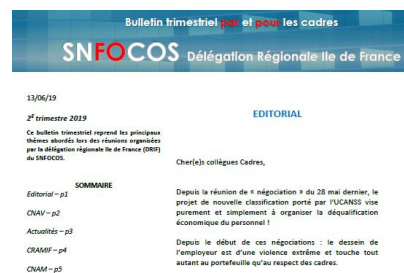 Bulletin trimestriel par et pour les cadres
SNFOCOS Délégation Régionale Ile de France
13/06/19
2ᵉ trimestre 2019
Ce bulletin trimestriel reprend les principaux
thèmes abordés lors des réunions organisées
par la délégation régionale Ile de France (DRIF)
du SNFOCOS.
SOMMAIRE
Editorial – p1
CNAV – p2
Actualités – p3
CRAMIF – p4
CNAM – p5
EDITORIAL
Cher(e)s collègues Cadres,
Depuis la réunion de « négociation » du 28 mai dernier, le
projet de nouvelle classification porté par l'UCANSS vise
purement et simplement à organiser la déqualification
économique du personnel !
Depuis le début de ces négociations : le dessein de
l'employeur est d'une violence extrême et touche tout
autant au portefeuille qu'au respect des cadres.